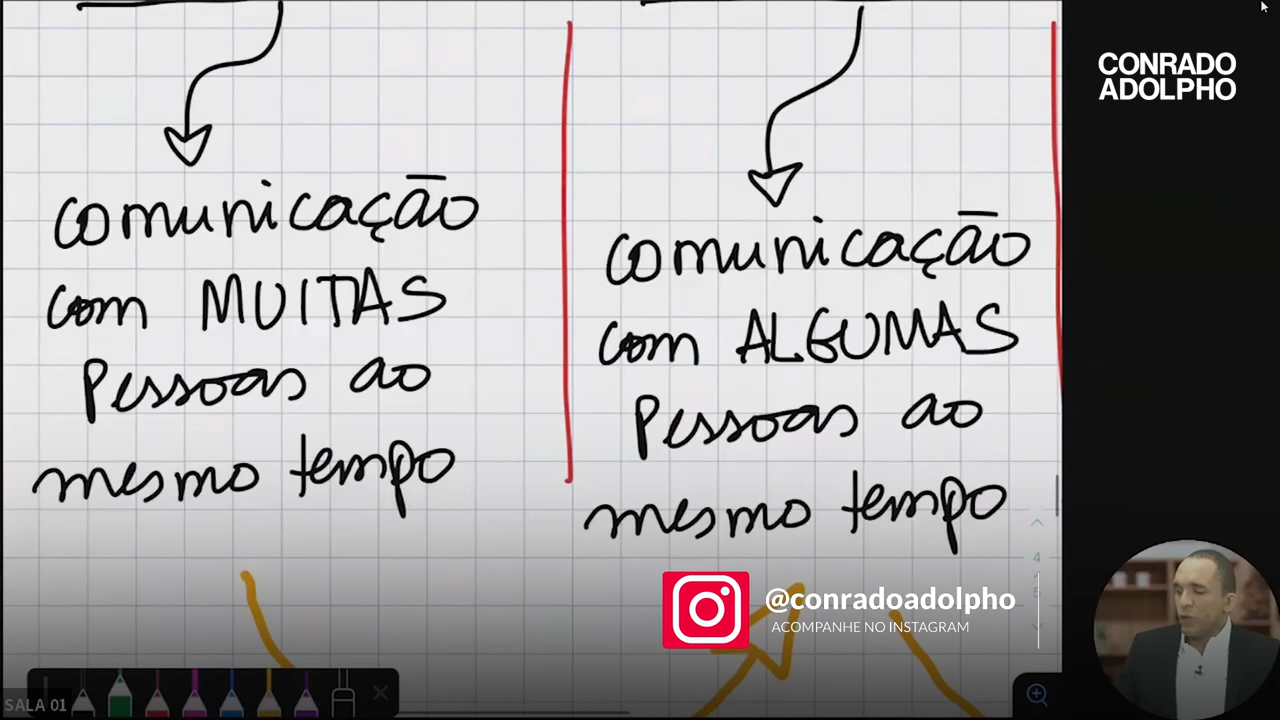 comunicação
com MUITAS
pessoas ao
mesmo tempo
comunicação
com ALGUMAS
pessoas ao
mesmo tempo
CONRADO
ADOLPHO
@conradoadolpho
ACOMPANHE NO INSTAGRAM
SALA 01